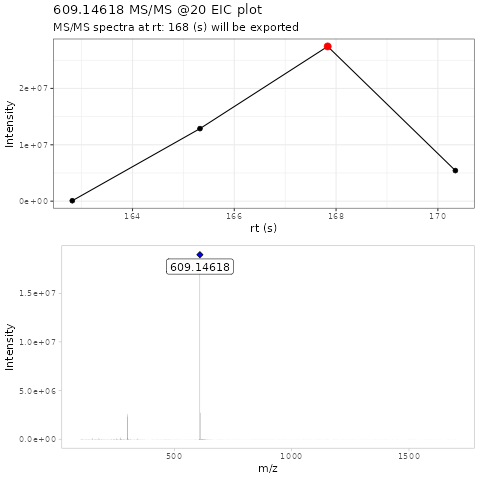 609.14618 MS/MS @20 EIC plot
MS/MS spectra at rt: 168 (s) will be exported
Intensity
2e+07
1e+07
0e+00
164 166 168 170
rt (s)
609.14618
Intensity
1.5e+07
1.0e+07
5.0e+06
0.0e+00
500 1000 1500
m/z